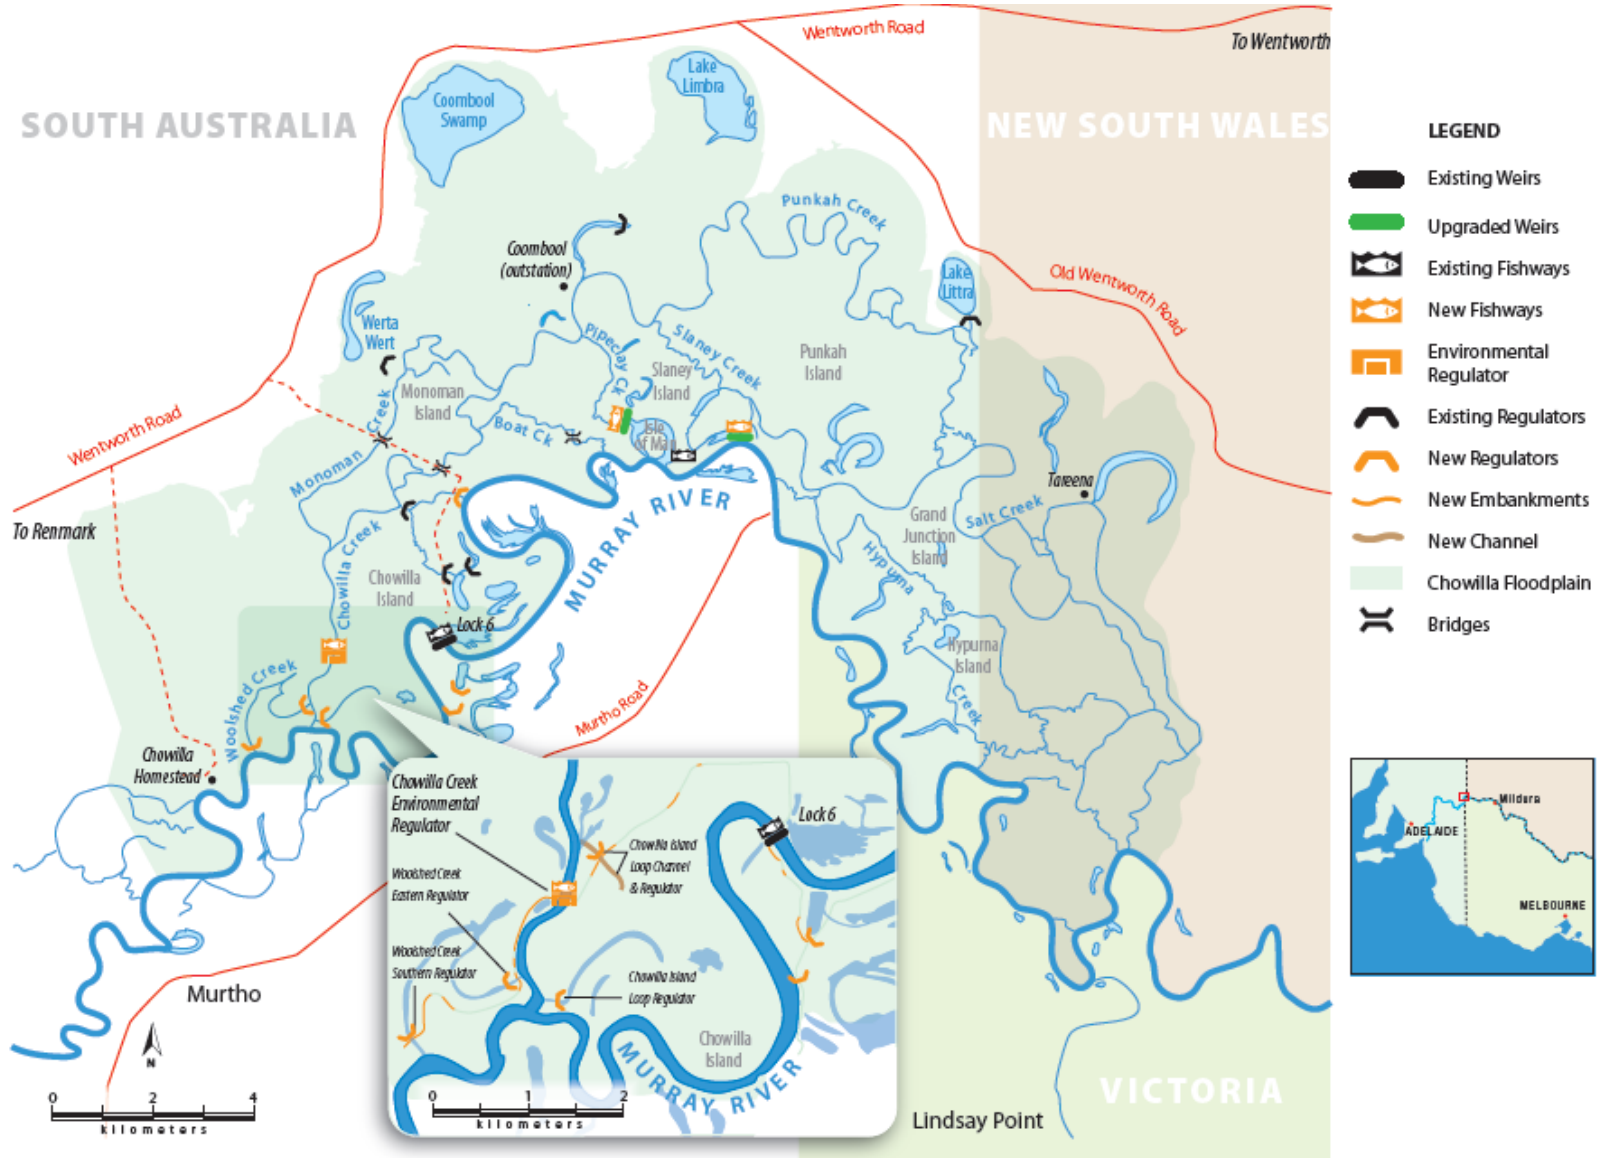 Wentworth Road
To Wentworth
SOUTH AUSTRALIA
NEW SOUTH WALES
Coombool
Swamp
Lake
Limbra
Punkah Creek
Coombool
(outstation)
Lake
Littra
Old Wentworth Road
Werta
Wert
Pipeclay Ck
Slaney Creek
Slaney
Island
Punkah
Island
Monoman
Island
Wentworth Road
Monoman Creek
Boat Ck
Isle
of Man
To Renmark
MURRAY RIVER
Tareena
Salt Creek
Grand
Junction
Island
Chowilla Creek
Chowilla
Island
Hypurna Creek
Hypurna
Island
Lock 6
Woolshed Creek
Murtho Road
Chowilla
Homestead
Murtho
N
0 2 4
kilometers
Chowilla Creek
Environmental
Regulator
Woolshed Creek
Eastern Regulator
Woolshed Creek
Southern Regulator
Chowilla Island
Loop Channel
& Regulator
Lock 6
Chowilla Island
Loop Regulator
Chowilla
Island
MURRAY RIVER
0 1 2
kilometers
Lindsay Point
VICTORIA
LEGEND
Existing Weirs
Upgraded Weirs
Existing Fishways
New Fishways
Environmental
Regulator
Existing Regulators
New Regulators
New Embankments
New Channel
Chowilla Floodplain
Bridges
Mildura
ADELAIDE
MELBOURNE